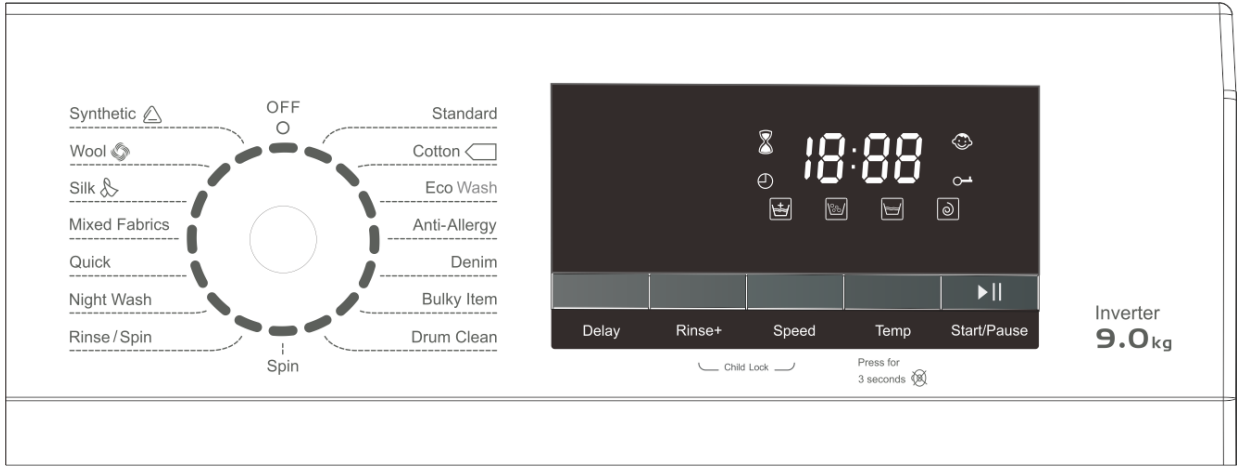 OFF
Synthetic
Wool
Silk
Mixed Fabrics
Quick
Night Wash
Rinse/Spin
Spin
Standard
Cotton
Eco Wash
Anti-Allergy
Denim
Bulky Item
Drum Clean
18:88
Delay
Rinse+
Speed
Temp
Start/Pause
Child Lock
Press for
3 seconds
Inverter
9.0kg